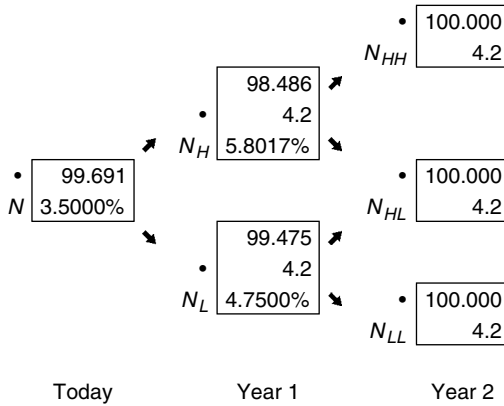 • 99.691
N 3.5000%
98.486
• 4.2
N_H 5.8017%
99.475
• 4.2
N_L 4.7500%
• 100.000
N_HH 4.2
• 100.000
N_HL 4.2
• 100.000
N_LL 4.2
Today Year 1 Year 2